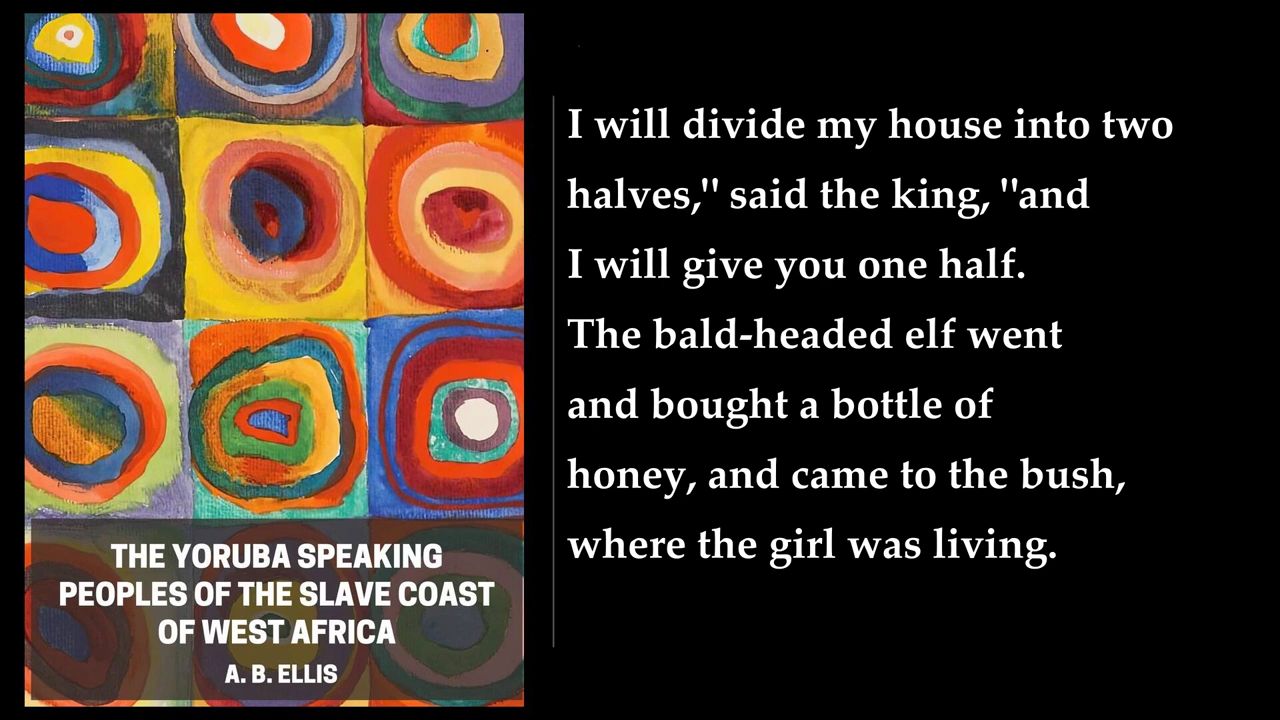 I will divide my house into two
halves," said the king, "and
I will give you one half.
The bald-headed elf went
and bought a bottle of
honey, and came to the bush,
where the girl was living.
THE YORUBA SPEAKING
PEOPLES OF THE SLAVE COAST
OF WEST AFRICA
A. B. ELLIS